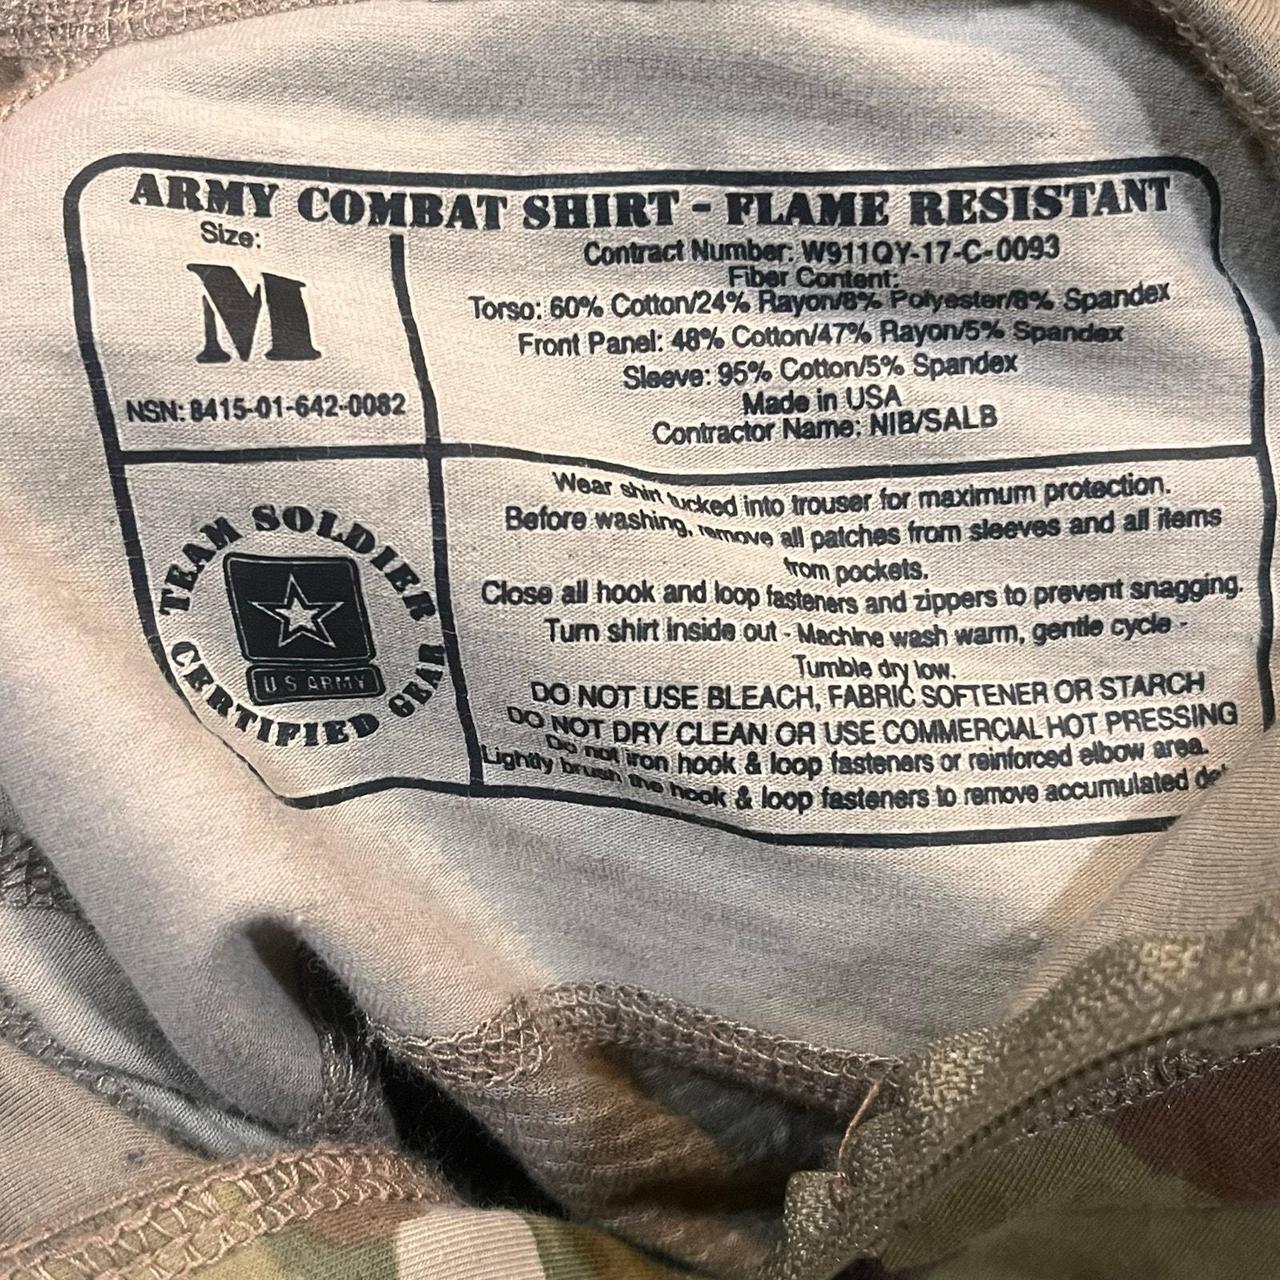 ARMY COMBAT SHIRT - FLAME RESISTANT
Size:
M
NSN: 8415-01-642-0082
Contract Number: W911QY-17-C-0093
Fiber Content:
Torso: 60% Cotton/24% Rayon/8% Polyester/8% Spandex
Front Panel: 48% Cotton/47% Rayon/5% Spandex
Sleeve: 95% Cotton/5% Spandex
Made in USA
Contractor Name: NIB/SALB
TEAM SOLDIER
U S ARMY
CERTIFIED GEAR
Wear shirt tucked into trouser for maximum protection.
Before washing, remove all patches from sleeves and all items
from pockets.
Close all hook and loop fasteners and zippers to prevent snagging.
Turn shirt inside out - Machine wash warm, gentle cycle -
Tumble dry low.
DO NOT USE BLEACH, FABRIC SOFTENER OR STARCH
DO NOT DRY CLEAN OR USE COMMERCIAL HOT PRESSING
Do not iron hook & loop fasteners or reinforced elbow area.
Lightly brush the hook & loop fasteners to remove accumulated